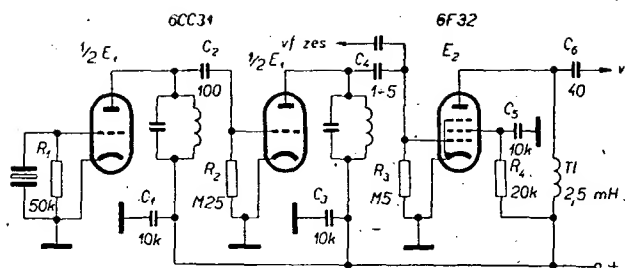 6CC31
6F32
½ E₁
C₂
100
vf zes
½ E₁
C₄
1÷5
E₂
C₆
v
40
R₁
50k
C₁
10k
R₂
M25
C₃
10k
R₃
M5
C₅
10k
R₄
20k
Tl
2,5 mH
+